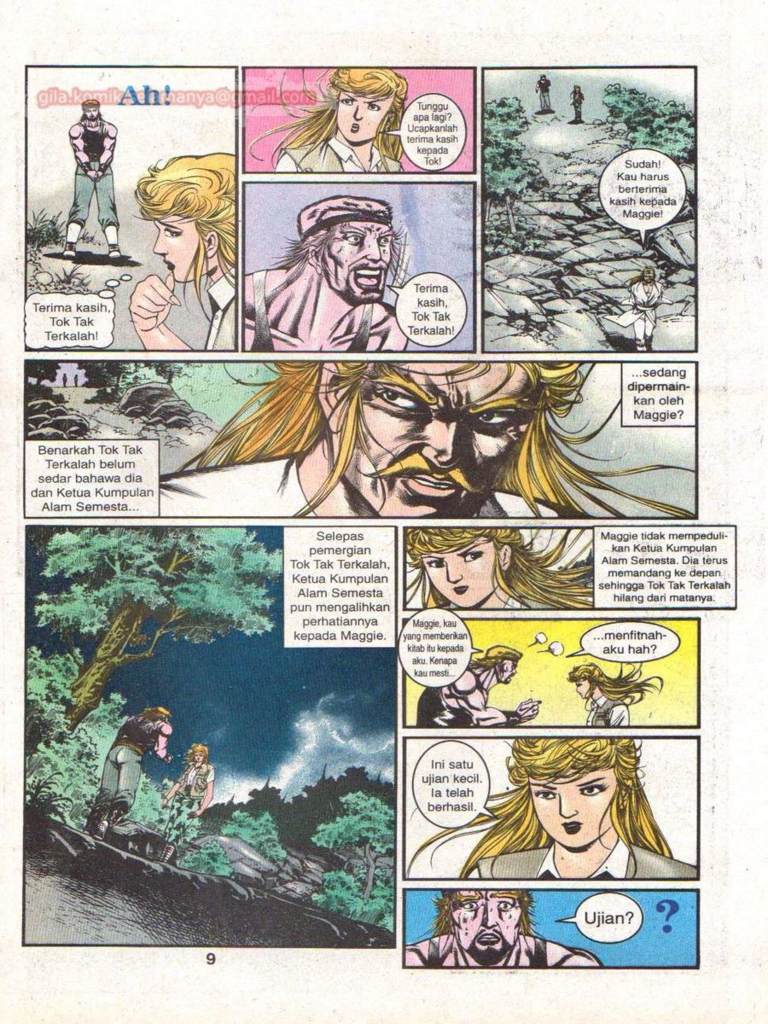 gila.komik
manya@gmail.com
Ah!
Terima kasih,
Tok Tak
Terkalah!
Tunggu
apa lagi?
Ucapkanlah
terima kasih
kepada
Tok!
Terima
kasih,
Tok Tak
Terkalah!
Sudah!
Kau harus
berterima
kasih kepada
Maggie!
Benarkah Tok Tak
Terkalah belum
sedar bahawa dia
dan Ketua Kumpulan
Alam Semesta...
...sedang
dipermain-
kan oleh
Maggie?
Selepas
pemergian
Tok Tak Terkalah,
Ketua Kumpulan
Alam Semesta
pun mengalihkan
perhatiannya
kepada Maggie.
Maggie tidak mempeduli-
kan Ketua Kumpulan
Alam Semesta. Dia terus
memandang ke depan
sehingga Tok Tak Terkalah
hilang dari matanya.
Maggie, kau
yang memberikan
kitab itu kepada
aku. Kenapa
kau mesti...
...menfitnah-
aku hah?
Ini satu
ujian kecil.
Ia telah
berhasil.
Ujian?
?
9